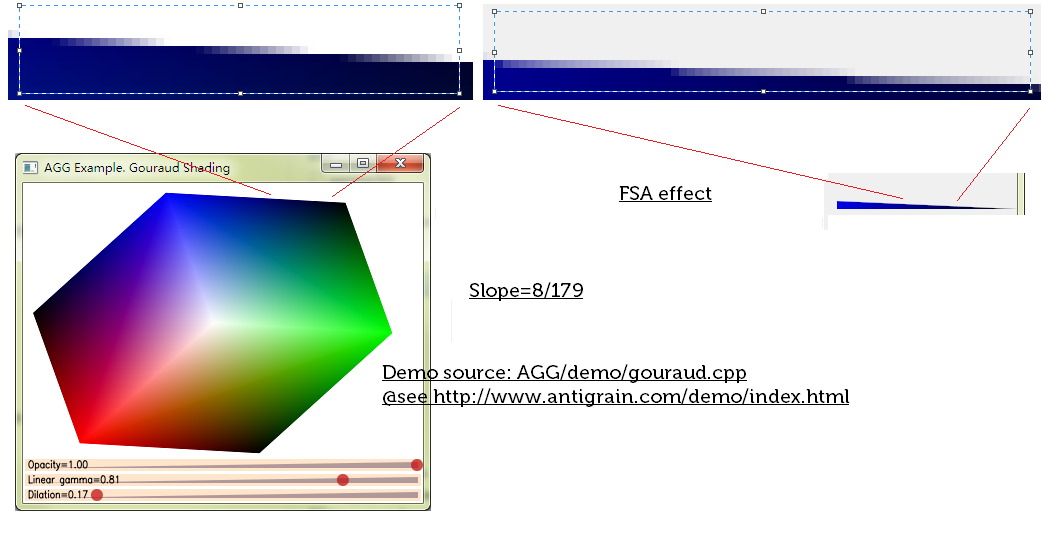 AGG Example. Gouraud Shading
FSA effect
Slope=8/179
Demo source: AGG/demo/gouraud.cpp
@see http://www.antigrain.com/demo/index.html
Opacity=1.00
Linear gamma=0.81
Dilation=0.17